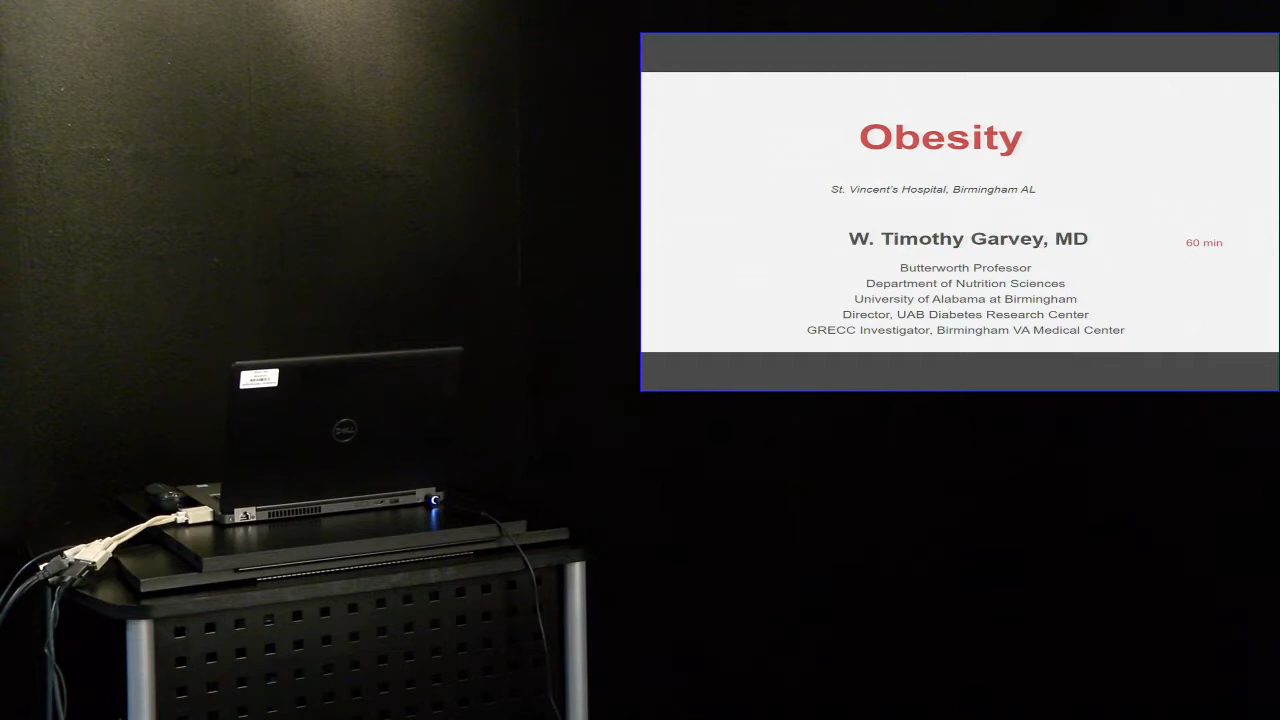 Obesity
St. Vincent's Hospital, Birmingham AL
W. Timothy Garvey, MD
60 min
Butterworth Professor
Department of Nutrition Sciences
University of Alabama at Birmingham
Director, UAB Diabetes Research Center
GRECC Investigator, Birmingham VA Medical Center
DELL